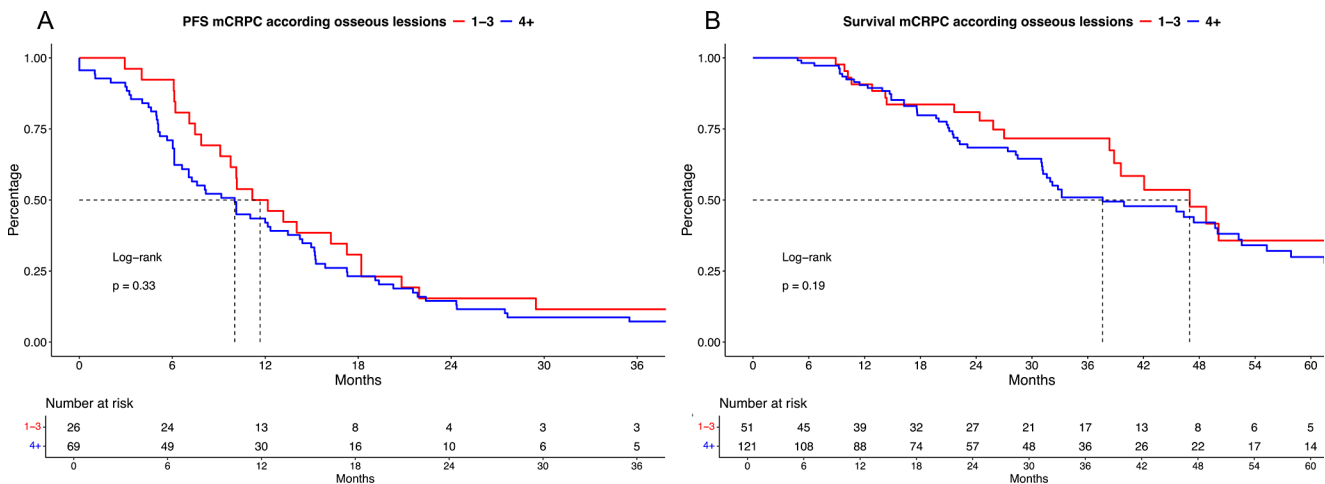 A
PFS mCRPC according osseous lessions 1−3 4+
1.00
0.75
0.50
0.25
0.00
Percentage
Log−rank
p = 0.33
0 6 12 18 24 30 36
Months
Number at risk
1−3 26 24 13 8 4 3 3
4+ 69 49 30 16 10 6 5
0 6 12 18 24 30 36
Months
B
Survival mCRPC according osseous lessions 1−3 4+
1.00
0.75
0.50
0.25
0.00
Percentage
Log−rank
p = 0.19
0 6 12 18 24 30 36 42 48 54 60
Months
Number at risk
1−3 51 45 39 32 27 21 17 13 8 6 5
4+ 121 108 88 74 57 48 36 26 22 17 14
0 6 12 18 24 30 36 42 48 54 60
Months